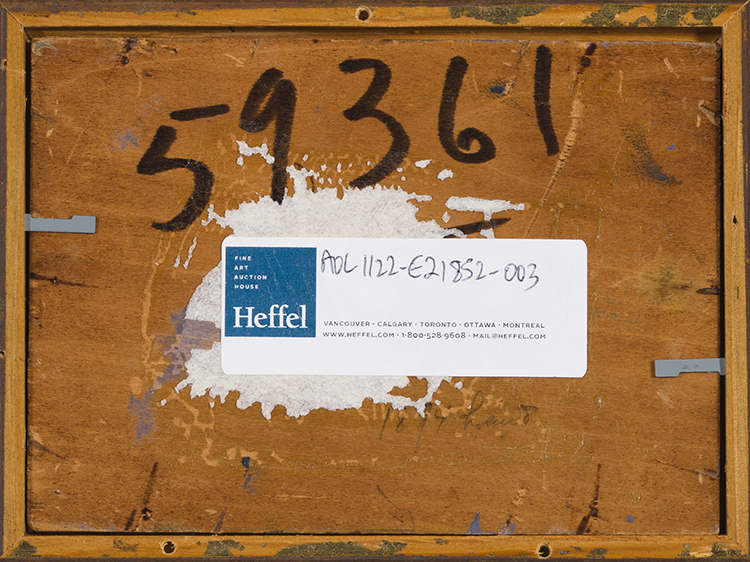 59361
FINE
ART
AUCTION
HOUSE
Heffel
AOL 1122-E21852-003
VANCOUVER • CALGARY • TORONTO • OTTAWA • MONTREAL
WWW.HEFFEL.COM • 1-800-528-9608 • MAIL@HEFFEL.COM